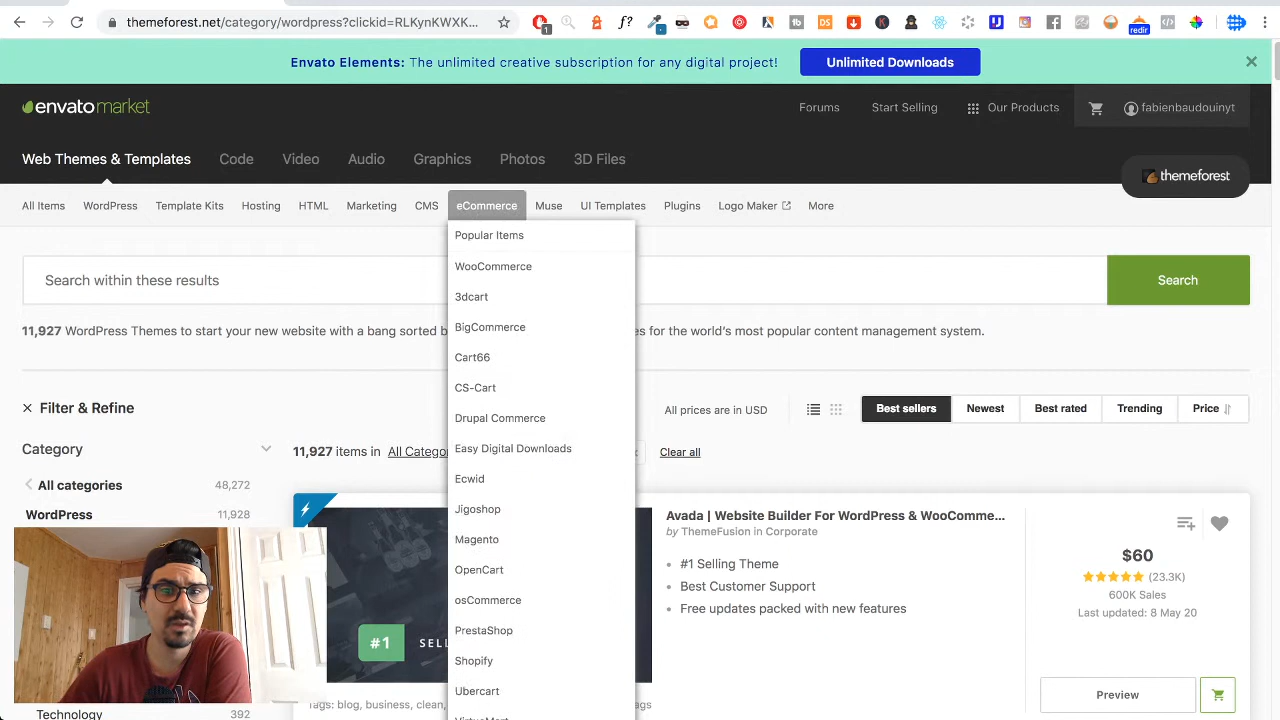 themeforest.net/category/wordpress?clickid=RLKynKWXK...
1
redir
Envato Elements: The unlimited creative subscription for any digital project!
Unlimited Downloads
envatomarket
Forums
Start Selling
Our Products
fabienbaudouinyt
Web Themes & Templates
Code
Video
Audio
Graphics
Photos
3D Files
themeforest
All Items
WordPress
Template Kits
Hosting
HTML
Marketing
CMS
eCommerce
Muse
UI Templates
Plugins
Logo Maker
More
Popular Items
WooCommerce
3dcart
BigCommerce
Cart66
CS-Cart
Drupal Commerce
Easy Digital Downloads
Ecwid
Jigoshop
Magento
OpenCart
osCommerce
PrestaShop
Shopify
Ubercart
VirtueMart
Search within these results
Search
11,927 WordPress Themes to start your new website with a bang sorted b
es for the world's most popular content management system.
Filter & Refine
All prices are in USD
Best sellers
Newest
Best rated
Trending
Price
Category
11,927 items in All Catego
Clear all
All categories 48,272
WordPress 11,928
Technology 392
#1 SELL
Tags: blog, business, clean,
gs
Avada | Website Builder For WordPress & WooComme...
by ThemeFusion in Corporate
#1 Selling Theme
Best Customer Support
Free updates packed with new features
$60
(23.3K)
600K Sales
Last updated: 8 May 20
Preview